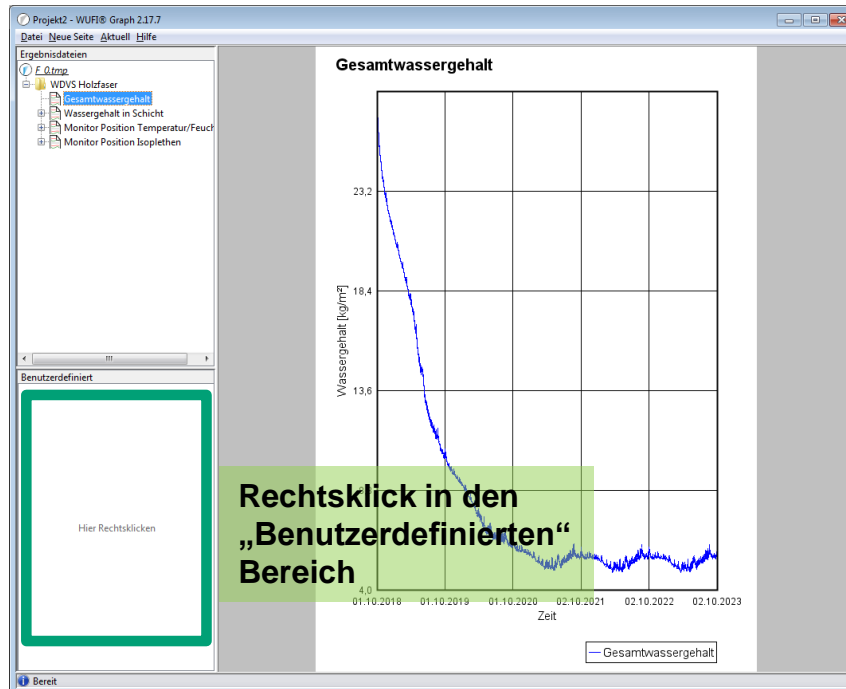 Projekt2 - WUFI® Graph 2.17.7
Datei Neue Seite Aktuell Hilfe
Ergebnisdateien
F_0.tmp
WDVS Holzfaser
Gesamtwassergehalt
Wassergehalt in Schicht
Monitor Position Temperatur/Feuch
Monitor Position Isoplethen
Benutzerdefiniert
Hier Rechtsklicken
Gesamtwassergehalt
Wassergehalt [kg/m²]
23,2
18,4
13,6
4,0
01.10.2018 01.10.2019 01.10.2020 02.10.2021 02.10.2022 02.10.2023
Zeit
Gesamtwassergehalt
Rechtsklick in den
„Benutzerdefinierten“
Bereich
Bereit